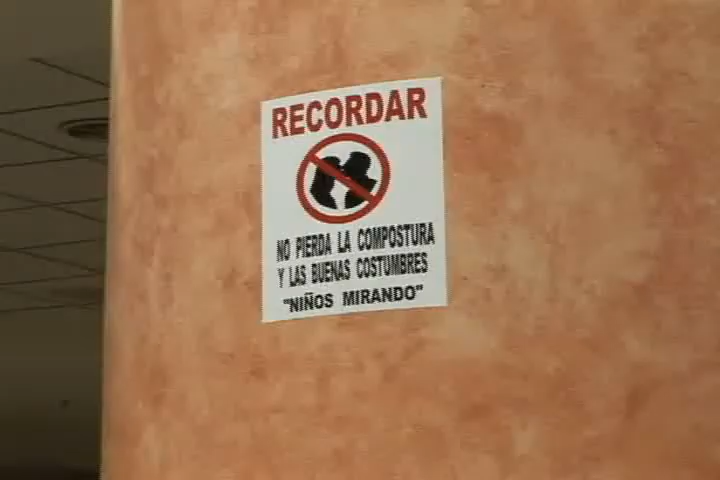 RECORDAR
NO PIERDA LA COMPOSTURA
Y LAS BUENAS COSTUMBRES
"NIÑOS MIRANDO"